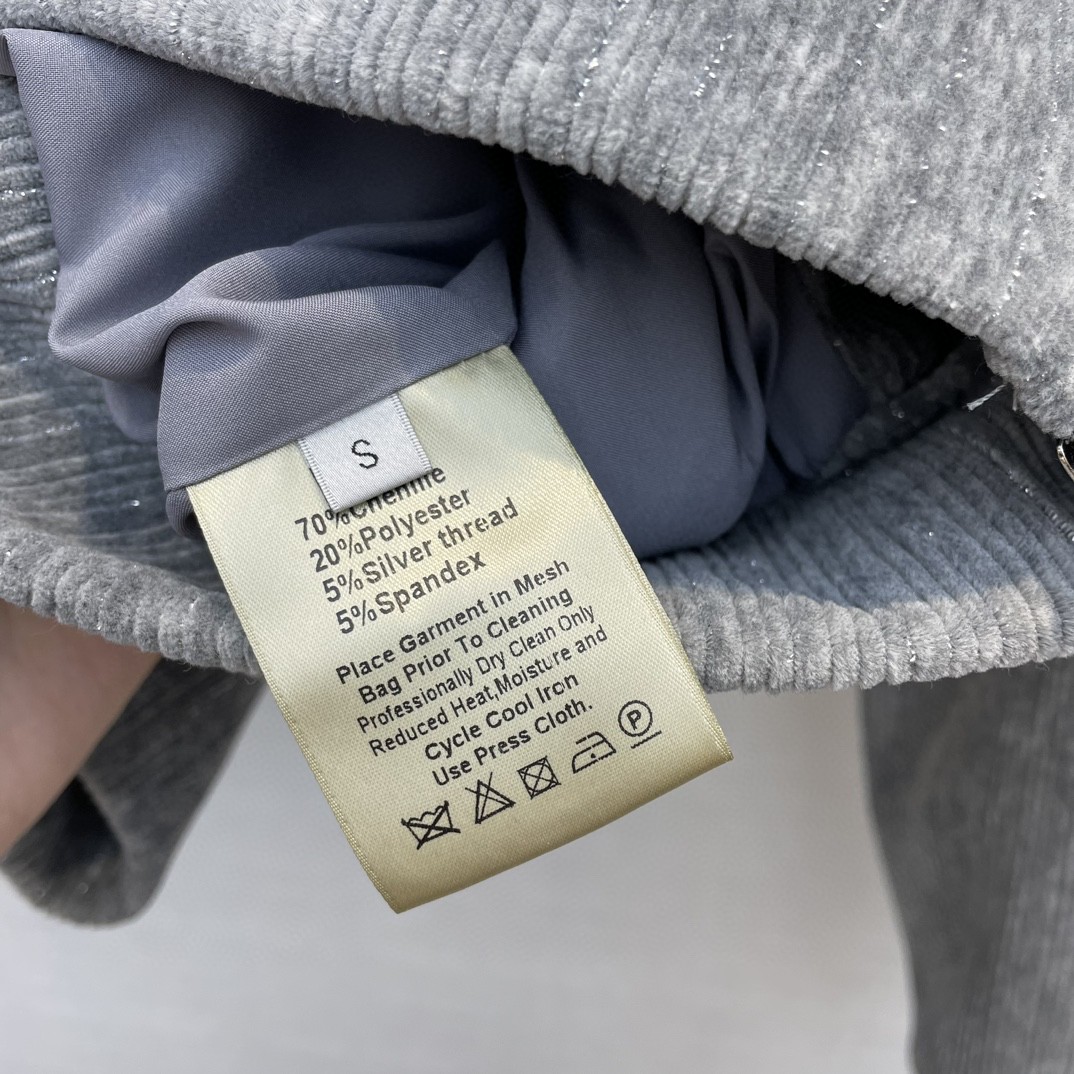 S
70%Chenille
20%Polyester
5%Silver thread
5%Spandex
Place Garment in Mesh
Bag Prior To Cleaning
Professionally Dry Clean Only
Reduced Heat,Moisture and
Cycle Cool Iron
Use Press Cloth.
P